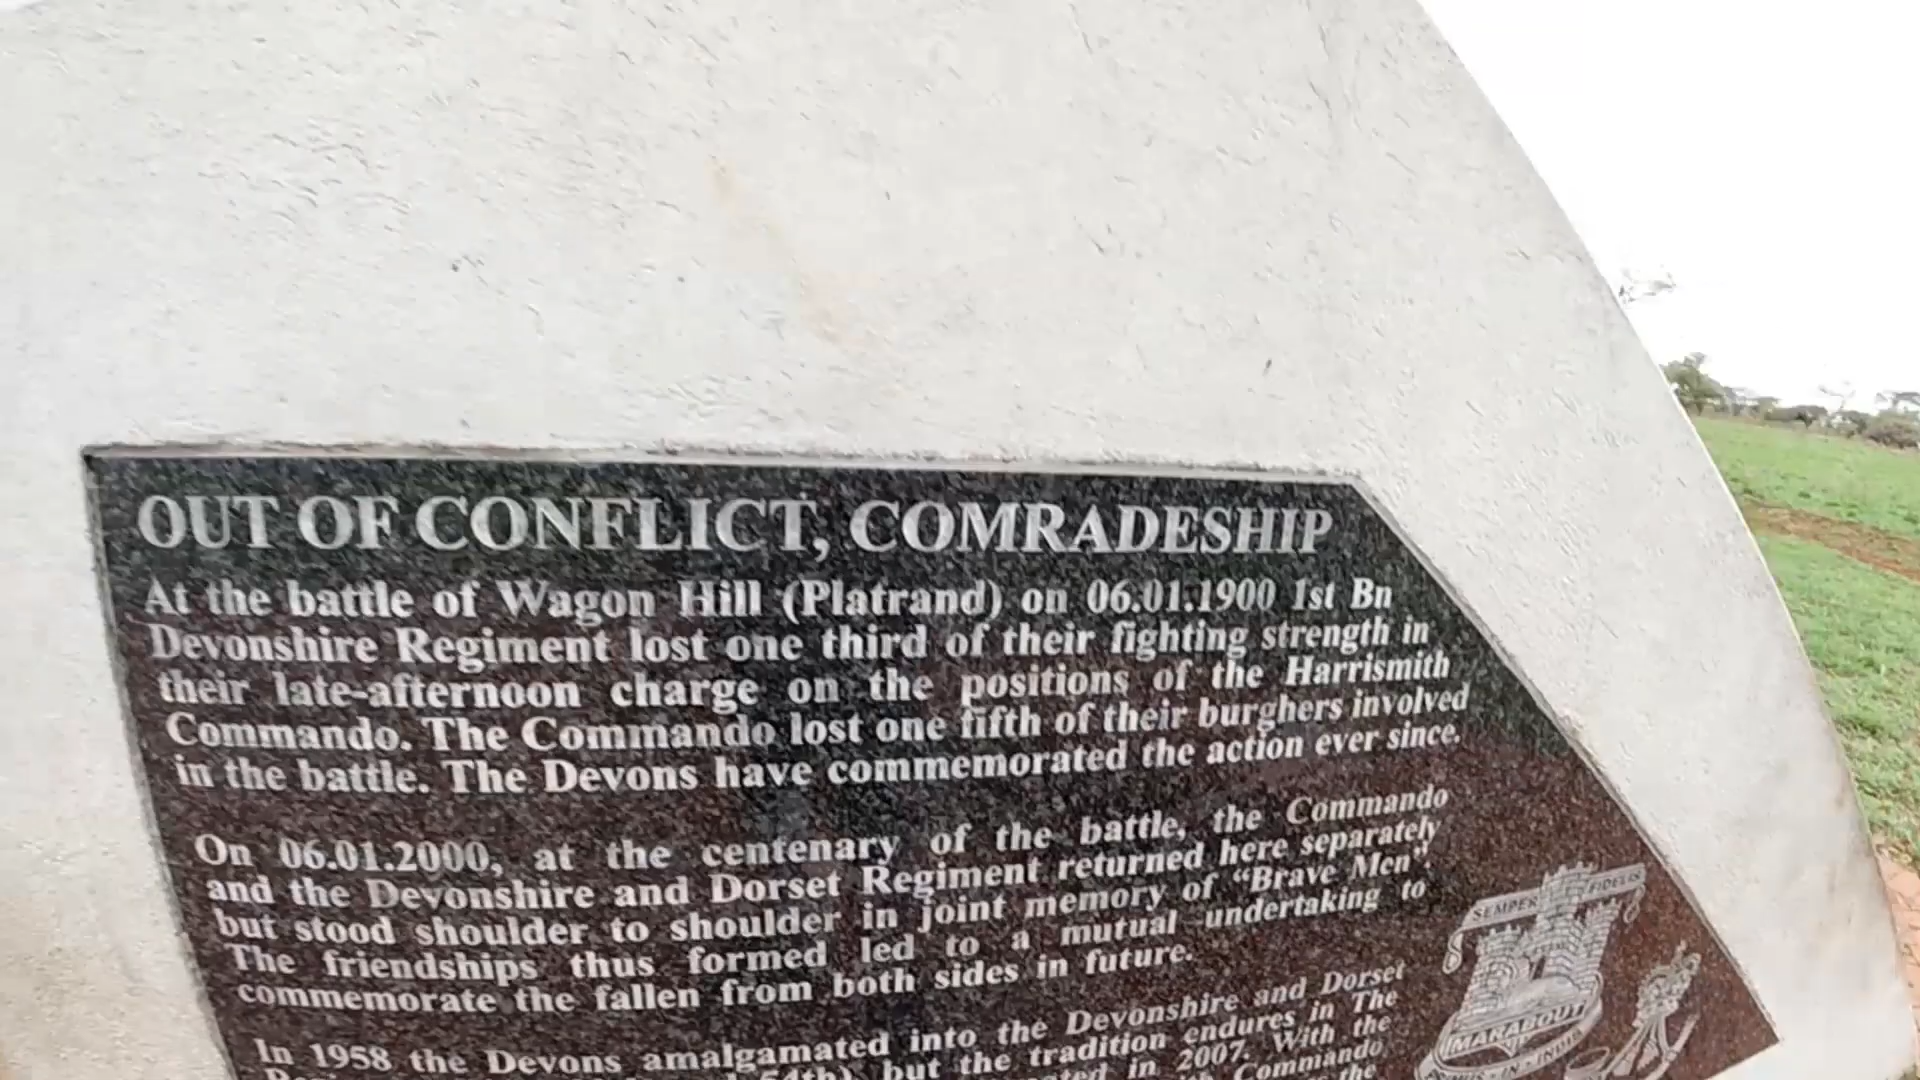 OUT OF CONFLICT, COMRADESHIP
At the battle of Wagon Hill (Platrand) on 06.01.1900 1st Bn
Devonshire Regiment lost one third of their fighting strength in
their late-afternoon charge on the positions of the Harrismith
Commando. The Commando lost one fifth of their burghers involved
in the battle. The Devons have commemorated the action ever since.
On 06.01.2000, at the centenary of the battle, the Commando
and the Devonshire and Dorset Regiment returned here separately
but stood shoulder to shoulder in joint memory of “Brave Men”.
The friendships thus formed led to a mutual undertaking to
commemorate the fallen from both sides in future.
In 1958 the Devons amalgamated into the Devonshire and Dorset
but the tradition endures in The
in 2007. With the
Commando
the
SEMPER FIDELIS
MARABOUT